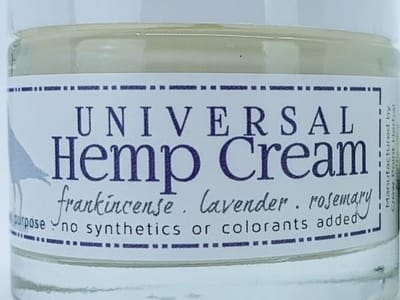 UNIVERSAL
Hemp Cream
frankincense . lavender . rosemary
purpose - no synthetics or colorants added
Manufactured by